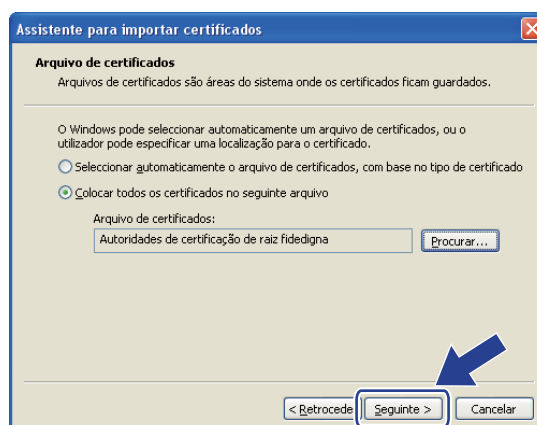 Assistente para importar certificados
Arquivo de certificados
Arquivos de certificados são áreas do sistema onde os certificados ficam guardados.
O Windows pode seleccionar automaticamente um arquivo de certificados, ou o
utilizador pode especificar uma localização para o certificado.
Seleccionar automaticamente o arquivo de certificados, com base no tipo de certificado
Colocar todos os certificados no seguinte arquivo
Arquivo de certificados:
Autoridades de certificação de raiz fidedigna
Procurar...
< Retrocede
Seguinte >
Cancelar